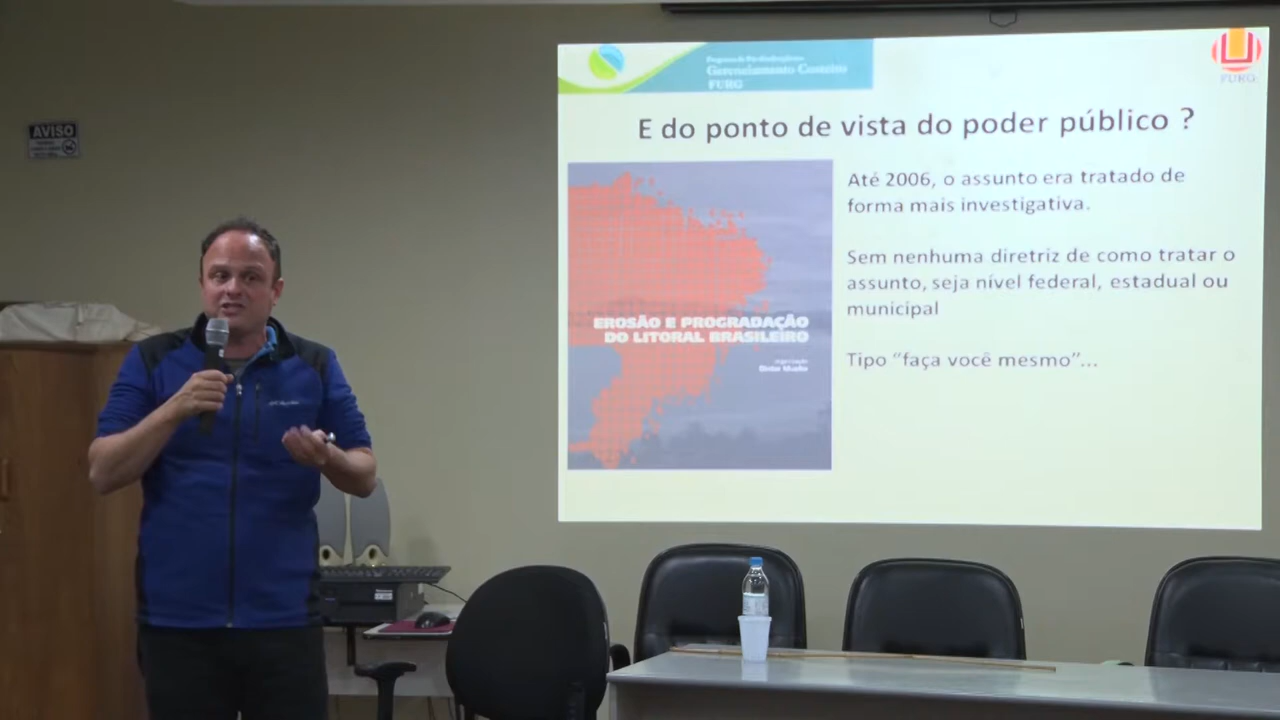 AVISO
Gerenciamento Costeiro
FURG
FURG
E do ponto de vista do poder público ?
Até 2006, o assunto era tratado de
forma mais investigativa.
Sem nenhuma diretriz de como tratar o
assunto, seja nível federal, estadual ou
municipal
Tipo “faça você mesmo”...
EROSÃO E PROGRADAÇÃO
DO LITORAL BRASILEIRO